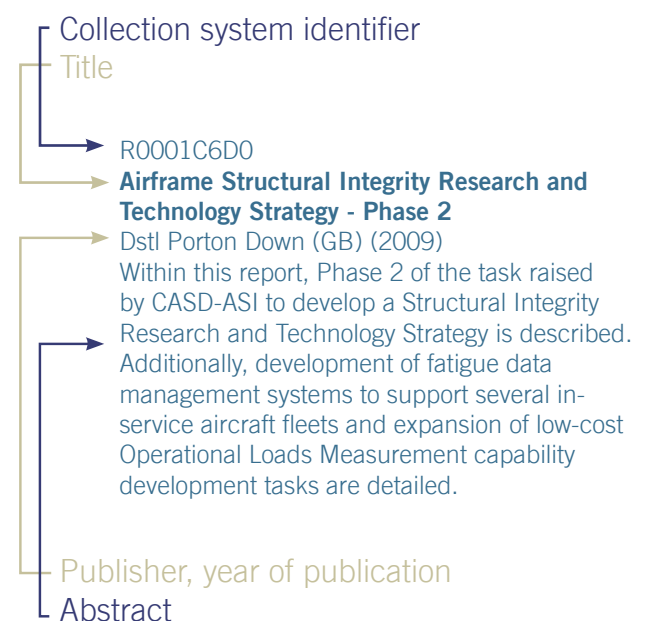 Collection system identifier
Title
R0001C6D0
Airframe Structural Integrity Research and
Technology Strategy - Phase 2
Dstl Porton Down (GB) (2009)
Within this report, Phase 2 of the task raised
by CASD-ASI to develop a Structural Integrity
Research and Technology Strategy is described.
Additionally, development of fatigue data
management systems to support several in-
service aircraft fleets and expansion of low-cost
Operational Loads Measurement capability
development tasks are detailed.
Publisher, year of publication
Abstract